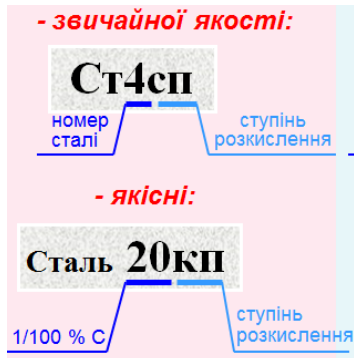 - звичайної якості:
Ст4сп
номер
сталі
ступінь
розкислення
- якісні:
Сталь 20кп
1/100 % С
ступінь
розкислення